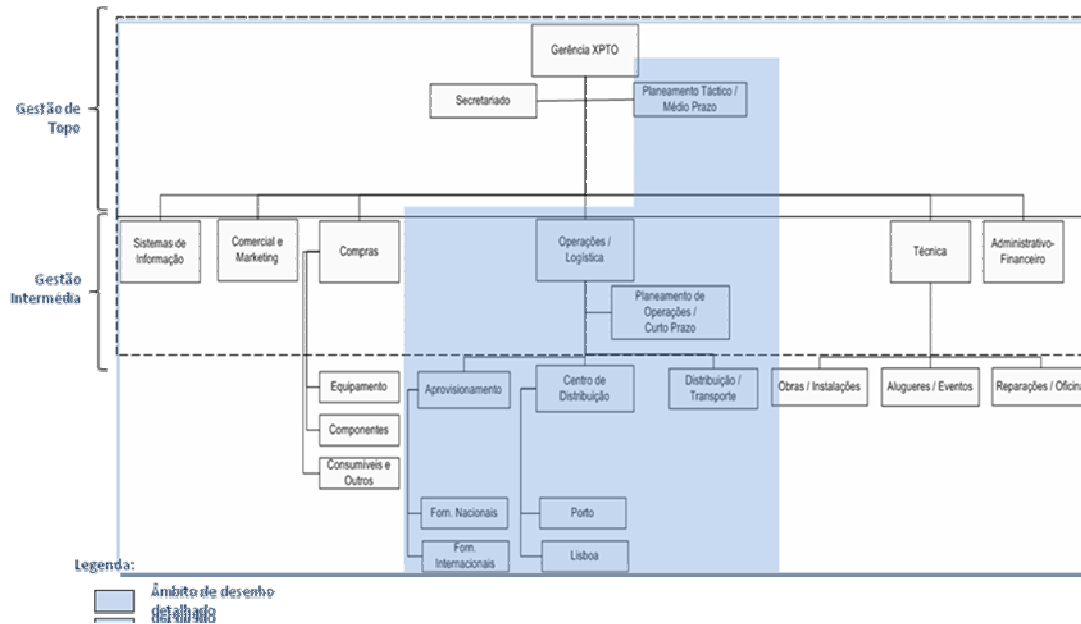 Gerência XPTO
Secretariado
Planeamento Táctico /
Médio Prazo
Gestão de
Topo
Sistemas de
Informação
Comercial e
Marketing
Compras
Operações /
Logística
Técnica
Administrativo-
Financeiro
Gestão
Intermédia
Planeamento de
Operações /
Curto Prazo
Equipamento
Aprovisionamento
Centro de
Distribuição
Distribuição /
Transporte
Obras / Instalações
Alugueres / Eventos
Reparações / Oficina
Componentes
Consumíveis e
Outros
Forn. Nacionais
Porto
Forn.
Internacionais
Lisboa
Legenda:
Âmbito de desenho
detalhado